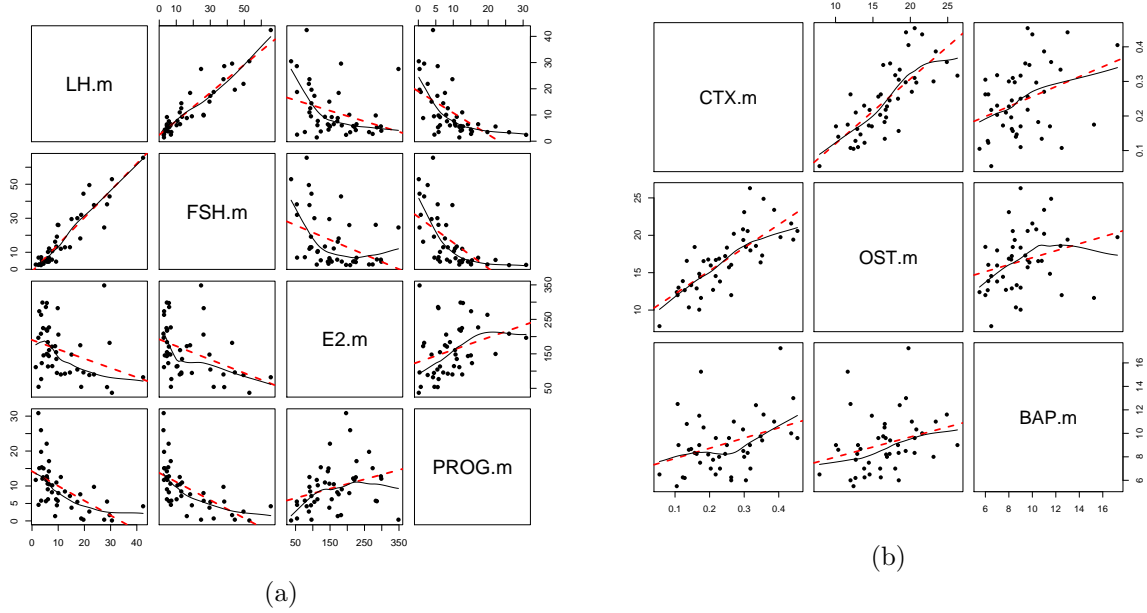 0 10 30 50 0 10 20 30
10 15 20 25
LH.m
0 10 20 30 40
CTX.m
0.1 0.2 0.3 0.4
0 10 30 50
FSH.m
10 15 20 25
OST.m
E2.m
50 150 250 350
0 5 10 20 30
PROG.m
6 8 10 12 14 16
BAP.m
0 10 20 30 40 50 150 250 350
0.1 0.2 0.3 0.4 6 8 10 12 14 16
(a)
(b)